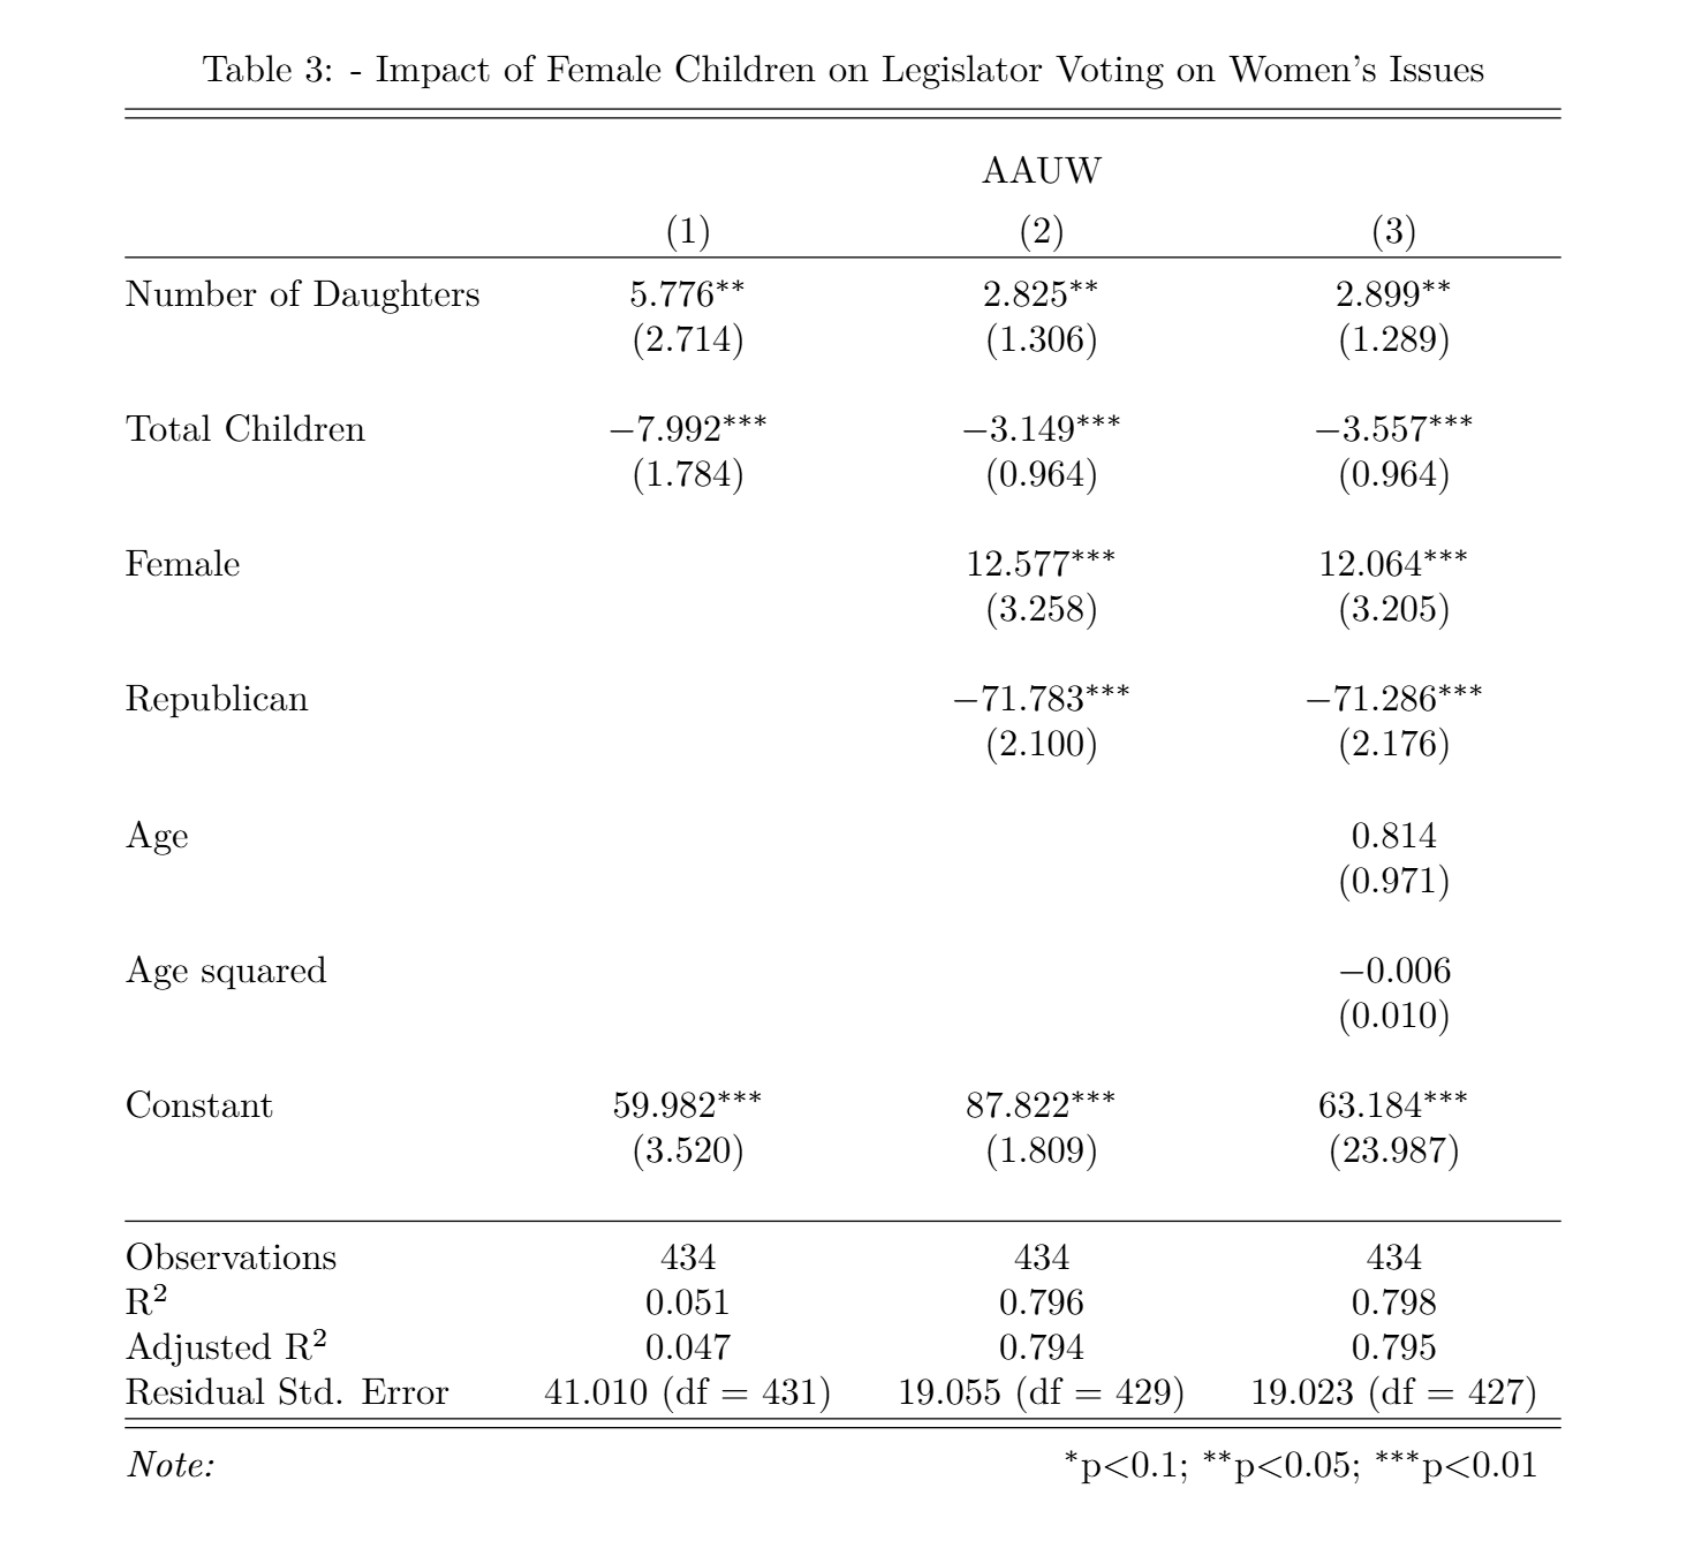 Table 3: - Impact of Female Children on Legislator Voting on Women's Issues
AAUW
(1) (2) (3)
Number of Daughters 5.776** 2.825** 2.899**
(2.714) (1.306) (1.289)
Total Children −7.992*** −3.149*** −3.557***
(1.784) (0.964) (0.964)
Female 12.577*** 12.064***
(3.258) (3.205)
Republican −71.783*** −71.286***
(2.100) (2.176)
Age 0.814
(0.971)
Age squared −0.006
(0.010)
Constant 59.982*** 87.822*** 63.184***
(3.520) (1.809) (23.987)
Observations 434 434 434
R² 0.051 0.796 0.798
Adjusted R² 0.047 0.794 0.795
Residual Std. Error 41.010 (df = 431) 19.055 (df = 429) 19.023 (df = 427)
Note: *p<0.1; **p<0.05; ***p<0.01